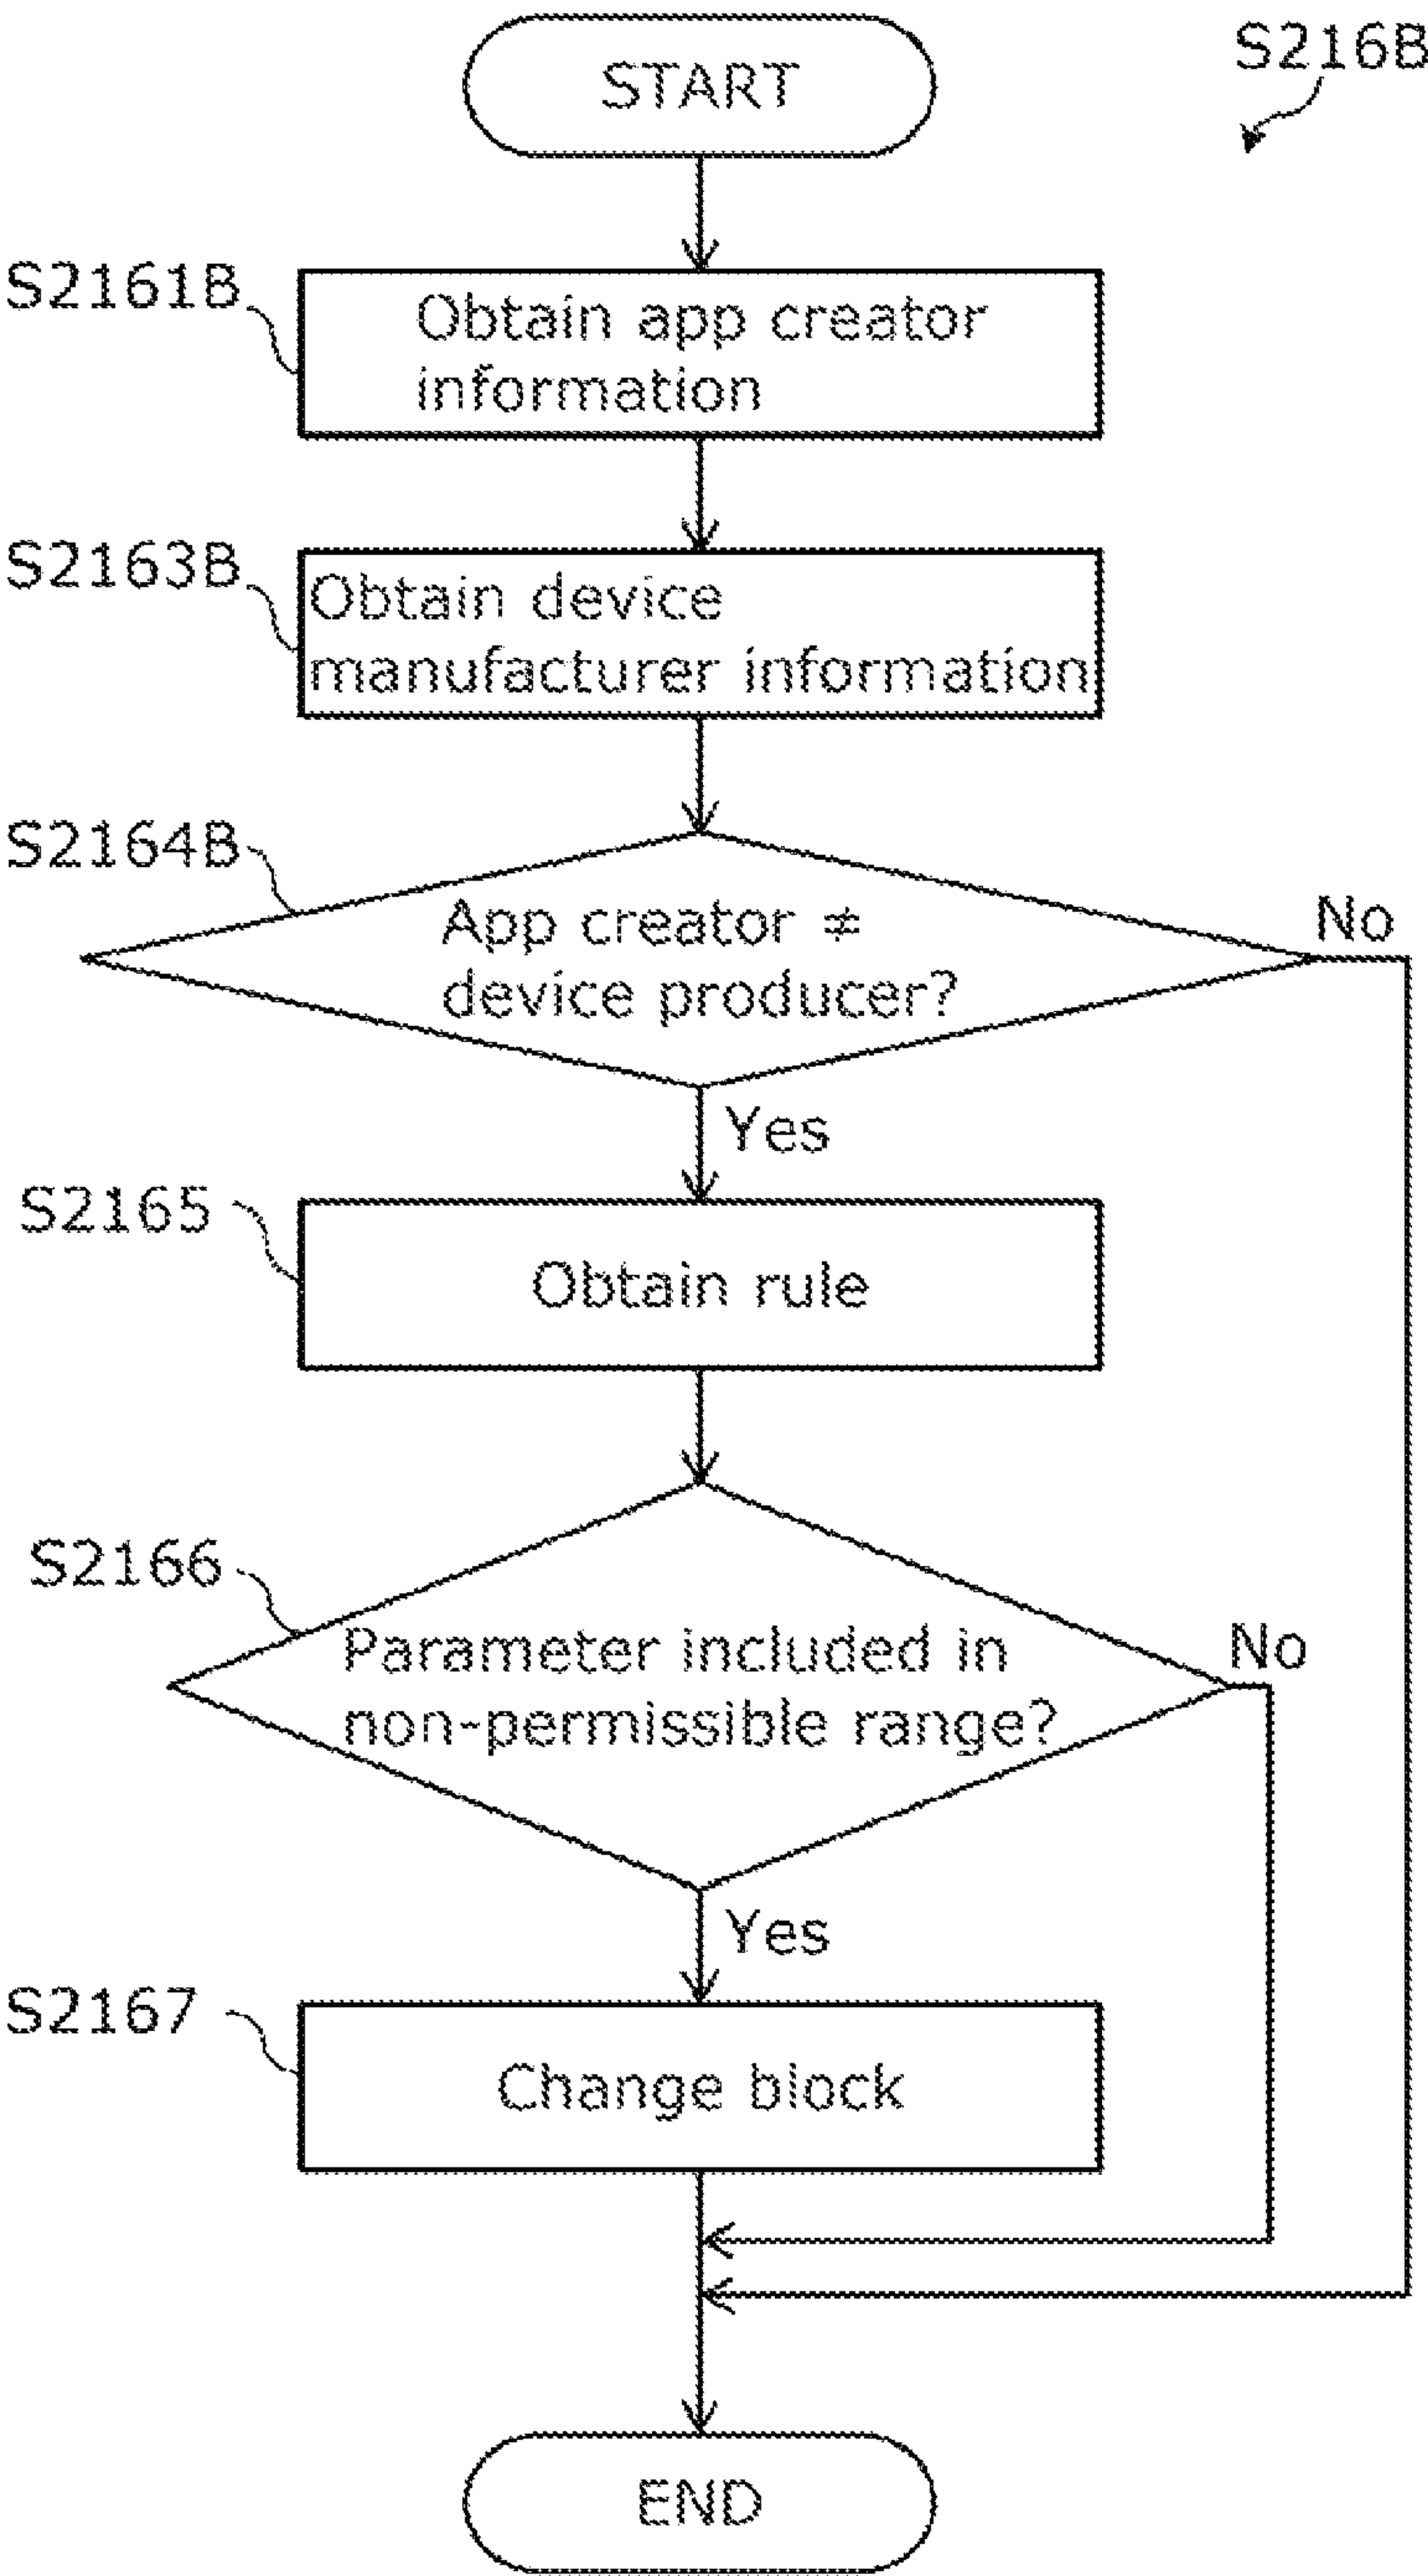 START
S216B
S2161B
Obtain app creator
information
S2163B
Obtain device
manufacturer information
S2164B
App creator ≠
device producer?
No
Yes
S2165
Obtain rule
S2166
Parameter included in
non-permissible range?
No
Yes
S2167
Change block
END